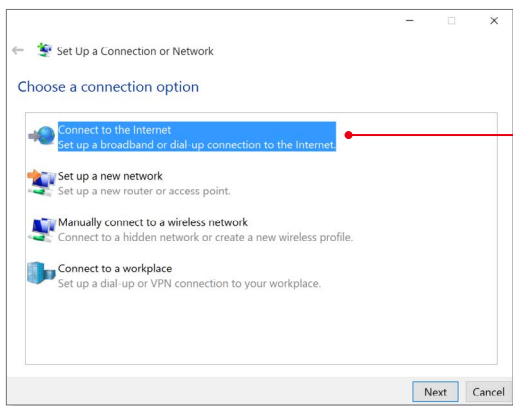 Set Up a Connection or Network
Choose a connection option
Connect to the Internet
Set up a broadband or dial-up connection to the Internet.
Set up a new network
Set up a new router or access point.
Manually connect to a wireless network
Connect to a hidden network or create a new wireless profile.
Connect to a workplace
Set up a dial-up or VPN connection to your workplace.
Next Cancel